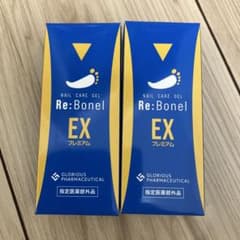 NAIL CARE GEL
Re:Bonel
EX
プレミアム
GLORIOUS
PHARMACEUTICAL
指定医薬部外品
NAIL CARE GEL
Re:Bonel
EX
プレミアム
GLORIOUS
PHARMACEUTICAL
指定医薬部外品